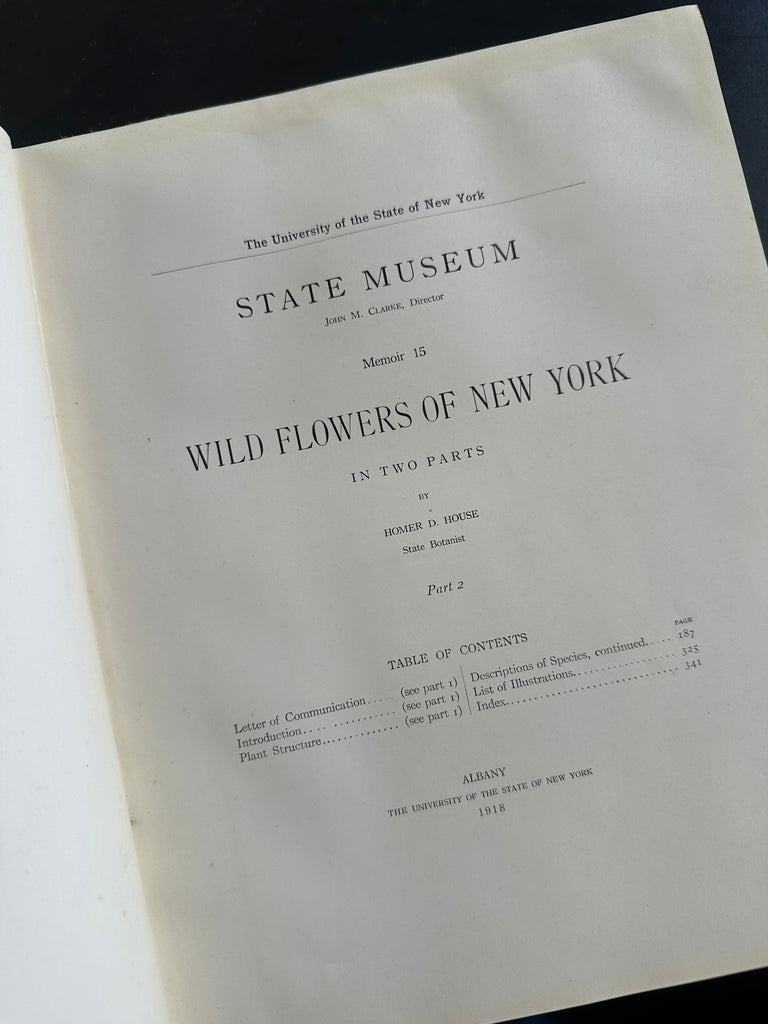 The University of the State of New York
STATE MUSEUM
JOHN M. CLARKE, Director
Memoir 15
WILD FLOWERS OF NEW YORK
IN TWO PARTS
BY
HOMER D. HOUSE
State Botanist
Part 2
TABLE OF CONTENTS
Letter of Communication..... (see part 1)
Introduction............... (see part 1)
Plant Structure............. (see part 1)
PAGE
Descriptions of Species, continued..... 187
List of Illustrations.................. 325
Index................................ 341
ALBANY
THE UNIVERSITY OF THE STATE OF NEW YORK
1918